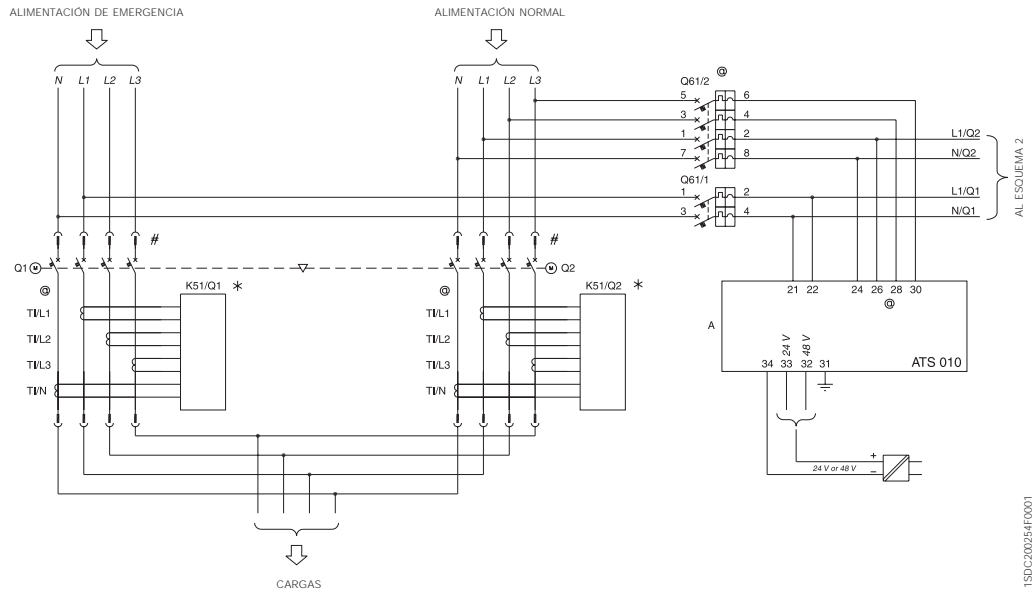 ALIMENTACIÓN DE EMERGENCIA
ALIMENTACIÓN NORMAL
N L1 L2 L3
N L1 L2 L3
Q61/2 @
5 6
3 4
1 2 L1/Q2
7 8 N/Q2
Q61/1
1 2 L1/Q1
3 4 N/Q1
AL ESQUEMA 2
# #
Q1 M M Q2
@ K51/Q1 * @ K51/Q2 *
TI/L1 TI/L1
TI/L2 TI/L2
TI/L3 TI/L3
TI/N TI/N
21 22 24 26 28 30
@
A
24 V 48 V
ATS 010
34 33 32 31
+
24 V or 48 V
–
CARGAS
1SDC200254F0001